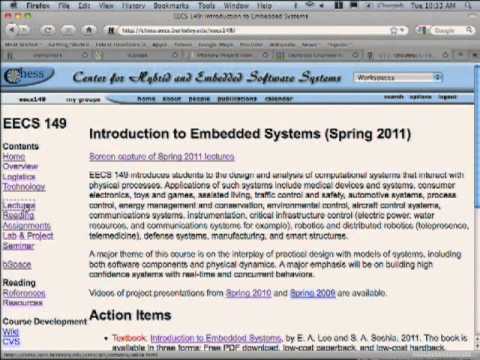 Firefox File Edit View History Bookmarks Tools Window Help
Tue 10:33 AM
EECS 149: Introduction to Embedded Systems
Chess
Center for Hybrid and Embedded Software Systems
Workspaces
eecs149 my groups home about people publications calendar search options logout
EECS 149
Contents
Home
Overview
Logistics
Technology
Lectures
Reading
Assignments
Lab & Project
Seminar
bSpace
Reading
References
Resources
Course Development
Wiki
CVS
Introduction to Embedded Systems (Spring 2011)
Screen capture of Spring 2011 lectures
EECS 149 introduces students to the design and analysis of computational systems that interact with
physical processes. Applications of such systems include medical devices and systems, consumer
electronics, toys and games, assisted living, traffic control and safety, automotive systems, process
control, energy management and conservation, environmental control, aircraft control systems,
communications systems, instrumentation, critical infrastructure control (electric power, water
resources, and communications systems for example), robotics and distributed robotics (telepresence,
telemedicine), defense systems, manufacturing, and smart structures.
A major theme of this course is on the interplay of practical design with models of systems, including
both software components and physical dynamics. A major emphasis will be on building high
confidence systems with real-time and concurrent behaviors.
Videos of project presentations from Spring 2010 and Spring 2009 are available.
Action Items
• Textbook: Introduction to Embedded Systems, by E. A. Lee and S. A. Seshia, 2011. The book
is available in three forms: Free PDF download, low-cost paperback, and low-cost hardback.